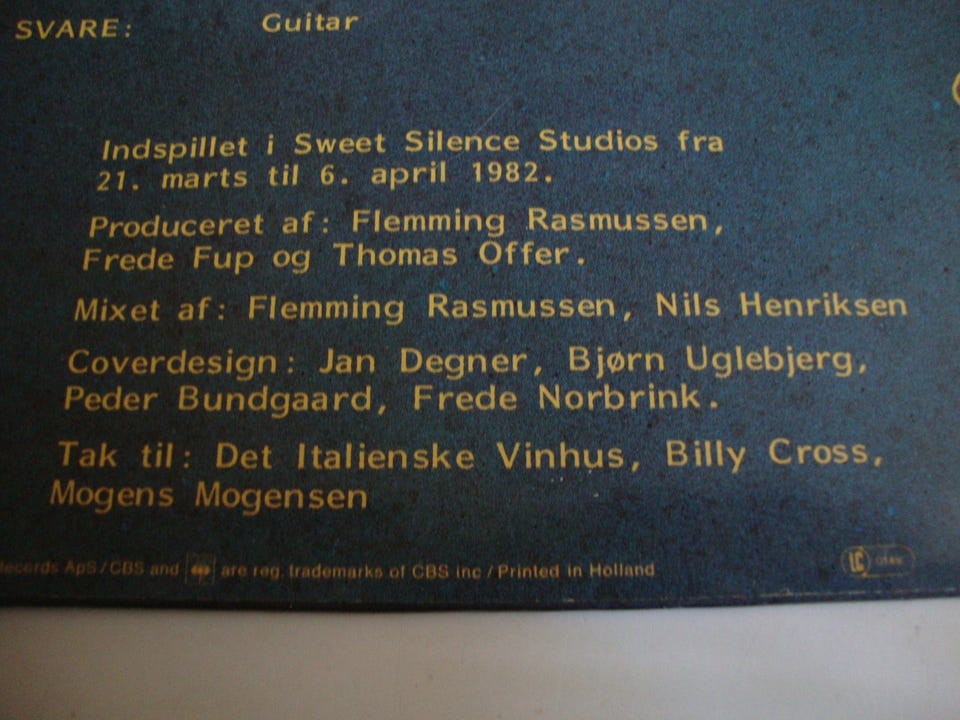 SVARE: Guitar
Indspillet i Sweet Silence Studios fra
21. marts til 6. april 1982.
Produceret af: Flemming Rasmussen,
Frede Fup og Thomas Offer.
Mixet af: Flemming Rasmussen, Nils Henriksen
Coverdesign: Jan Degner, Bjørn Uglebjerg,
Peder Bundgaard, Frede Norbrink.
Tak til: Det Italienske Vinhus, Billy Cross,
Mogens Mogensen
ecords ApS/CBS and are reg. trademarks of CBS inc / Printed in Holland
LC